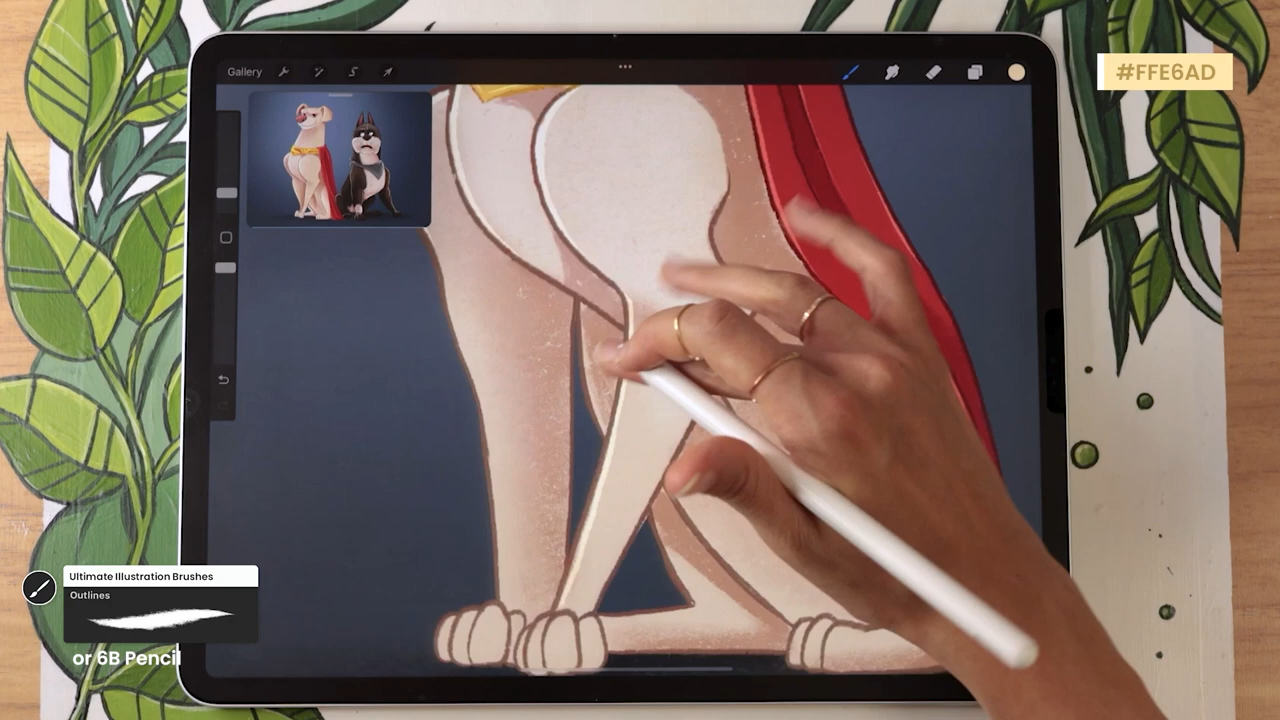 Gallery
#FFE6AD
Ultimate Illustration Brushes
Outlines
or 6B Pencil